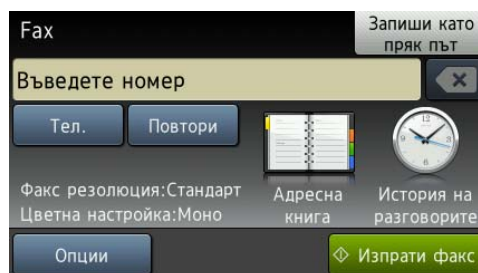 Fax
Запиши като
пряк път
Въведете номер
Тел.
Повтори
Факс резолюция:Стандарт
Цветна настройка:Моно
Адресна
книга
История на
разговорите
Опции
Изпрати факс